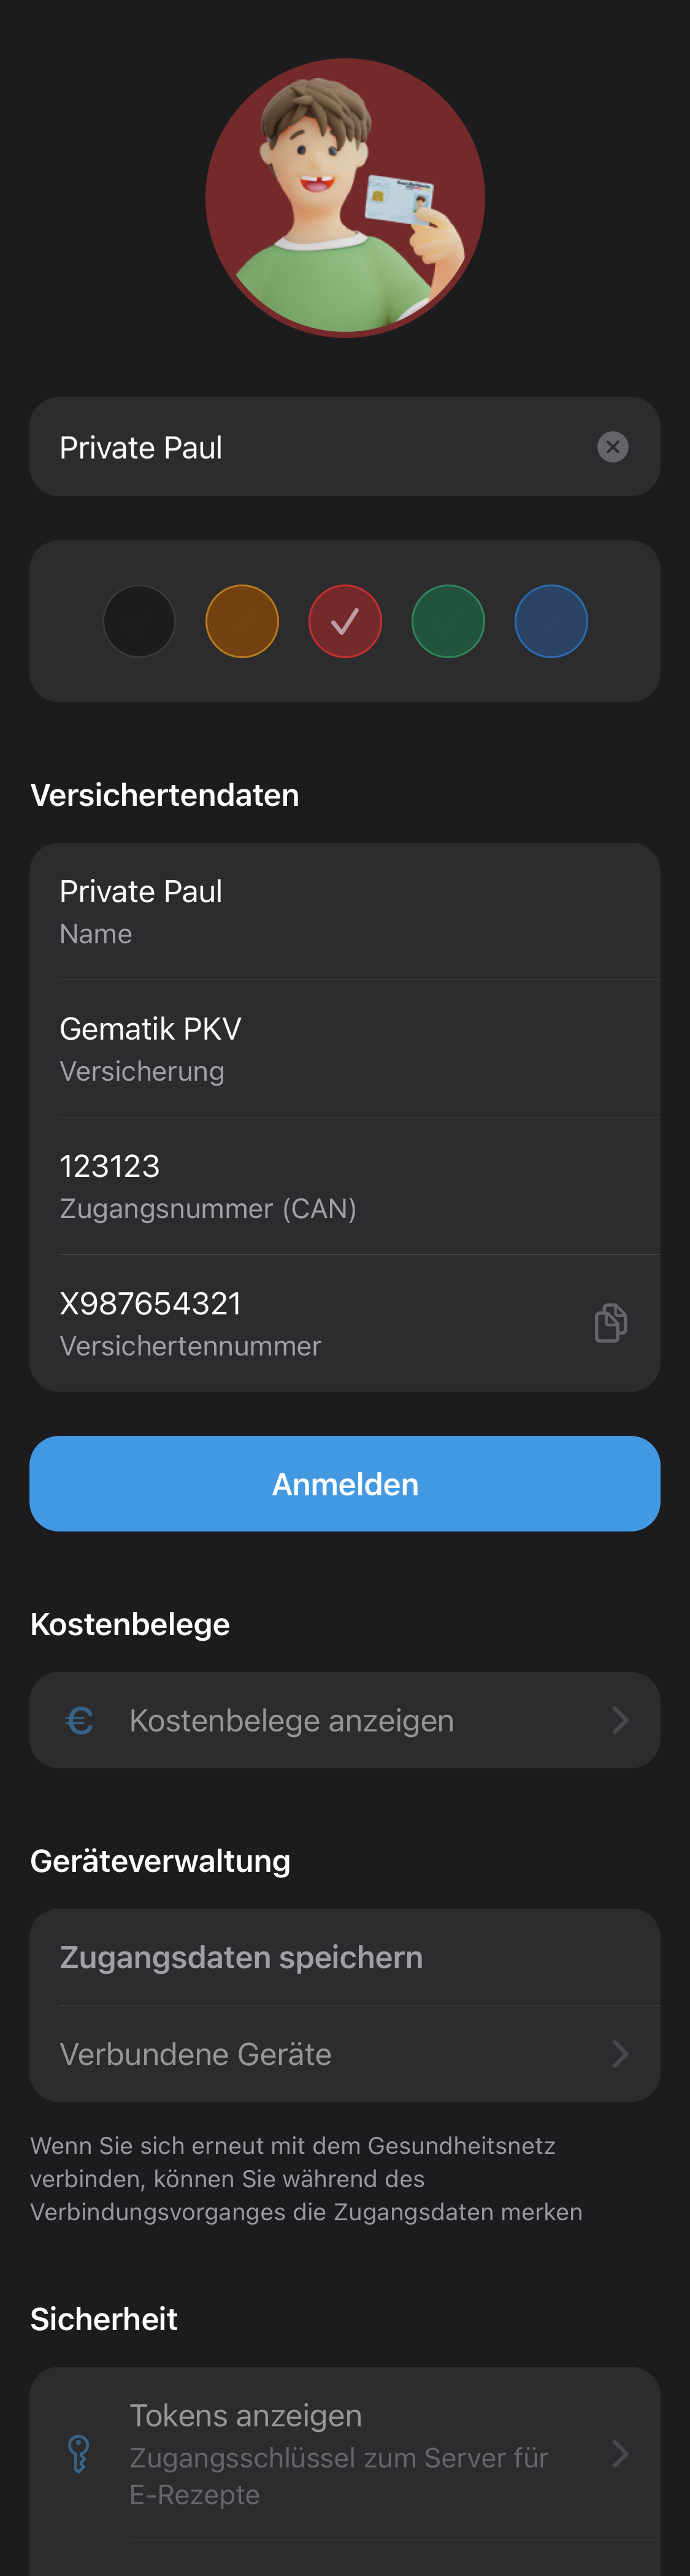 Private Paul
Versichertendaten
Private Paul
Name
Gematik PKV
Versicherung
123123
Zugangsnummer (CAN)
X987654321
Versichertennummer
Anmelden
Kostenbelege
€ Kostenbelege anzeigen
Geräteverwaltung
Zugangsdaten speichern
Verbundene Geräte
Wenn Sie sich erneut mit dem Gesundheitsnetz
verbinden, können Sie während des
Verbindungsvorganges die Zugangsdaten merken
Sicherheit
Tokens anzeigen
Zugangsschlüssel zum Server für
E-Rezepte